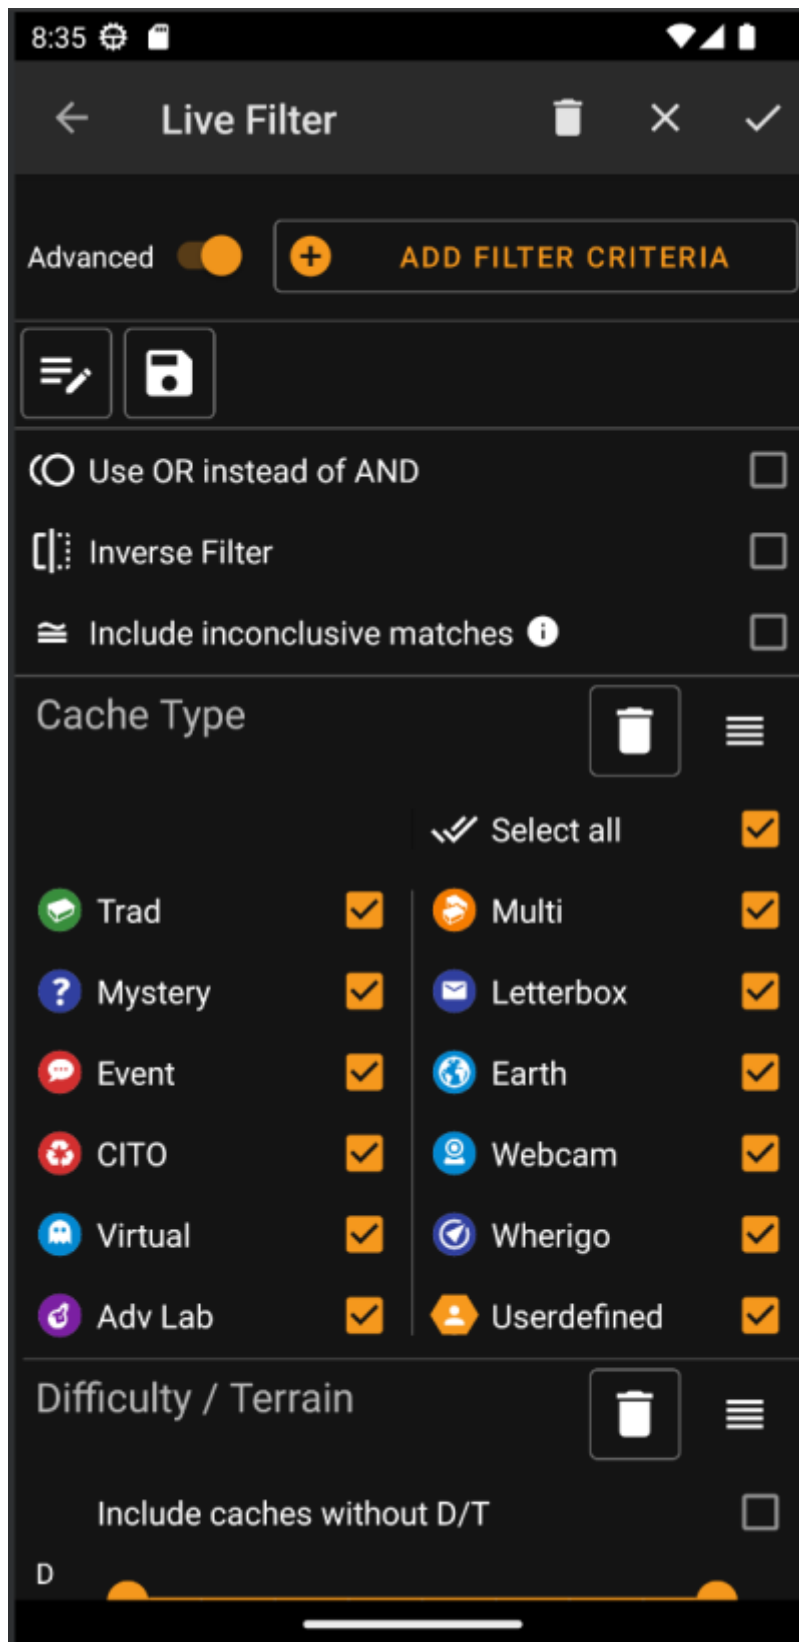 8:35
Live Filter
Advanced
ADD FILTER CRITERIA
Use OR instead of AND
Inverse Filter
Include inconclusive matches
Cache Type
Select all
Trad
Multi
Mystery
Letterbox
Event
Earth
CITO
Webcam
Virtual
Wherigo
Adv Lab
Userdefined
Difficulty / Terrain
Include caches without D/T
D